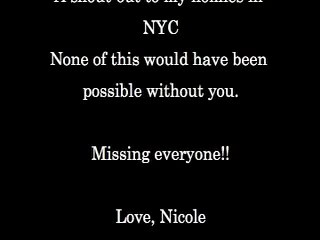 A shout out to my homies in
NYC
None of this would have been
possible without you.
Missing everyone!!
Love, Nicole